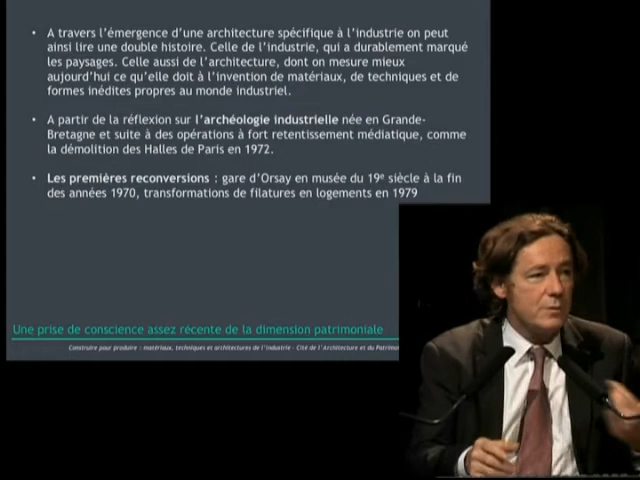 • A travers l'émergence d'une architecture spécifique à l'industrie on peut
ainsi lire une double histoire. Celle de l'industrie, qui a durablement marqué
les paysages. Celle aussi de l'architecture, dont on mesure mieux
aujourd'hui ce qu'elle doit à l'invention de matériaux, de techniques et de
formes inédites propres au monde industriel.
• A partir de la réflexion sur l'archéologie industrielle née en Grande-
Bretagne et suite à des opérations à fort retentissement médiatique, comme
la démolition des Halles de Paris en 1972.
• Les premières reconversions : gare d'Orsay en musée du 19e siècle à la fin
des années 1970, transformations de filatures en logements en 1979
Une prise de conscience assez récente de la dimension patrimoniale
Construire pour produire : matériaux, techniques et architectures de l'industrie - Cité de l'Architecture et du Patrimo